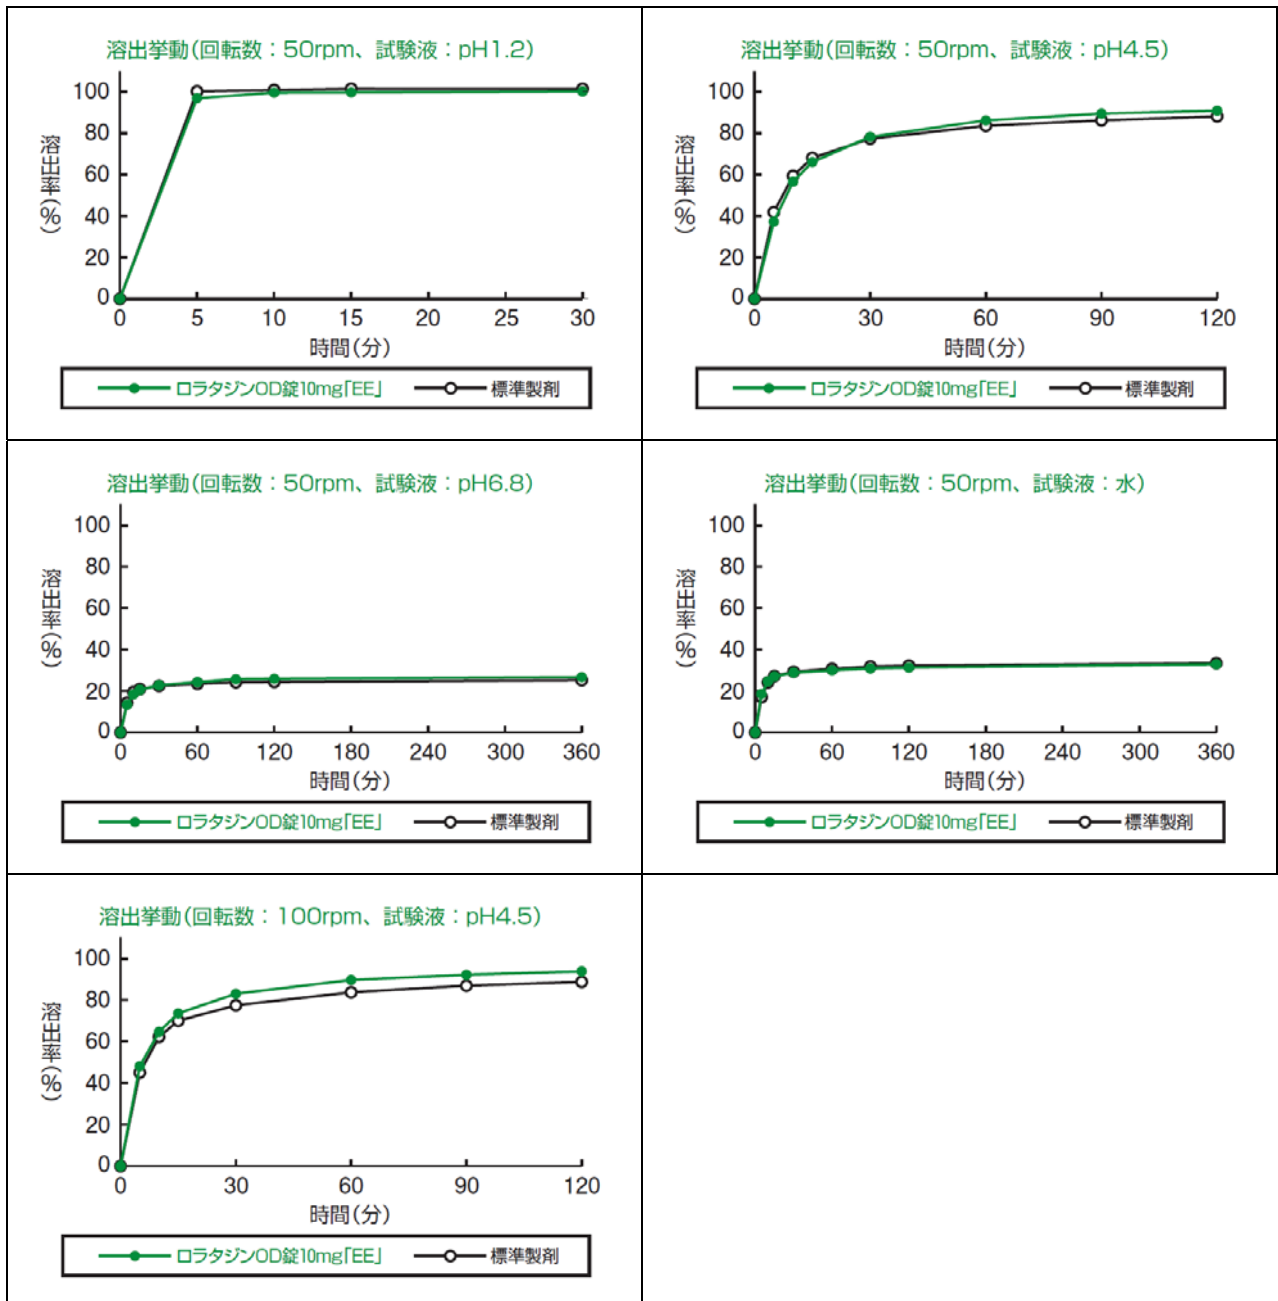 溶出挙動(回転数:50rpm、試験液:pH1.2)
100
80
60
40
20
0
溶出率(%)
0 5 10 15 20 25 30
時間(分)
ロラタジンOD錠10mg「EE」 標準製剤
溶出挙動(回転数:50rpm、試験液:pH4.5)
100
80
60
40
20
0
溶出率(%)
0 30 60 90 120
時間(分)
ロラタジンOD錠10mg「EE」 標準製剤
溶出挙動(回転数:50rpm、試験液:pH6.8)
100
80
60
40
20
0
溶出率(%)
0 60 120 180 240 300 360
時間(分)
ロラタジンOD錠10mg「EE」 標準製剤
溶出挙動(回転数:50rpm、試験液:水)
100
80
60
40
20
0
溶出率(%)
0 60 120 180 240 300 360
時間(分)
ロラタジンOD錠10mg「EE」 標準製剤
溶出挙動(回転数:100rpm、試験液:pH4.5)
100
80
60
40
20
0
溶出率(%)
0 30 60 90 120
時間(分)
ロラタジンOD錠10mg「EE」 標準製剤